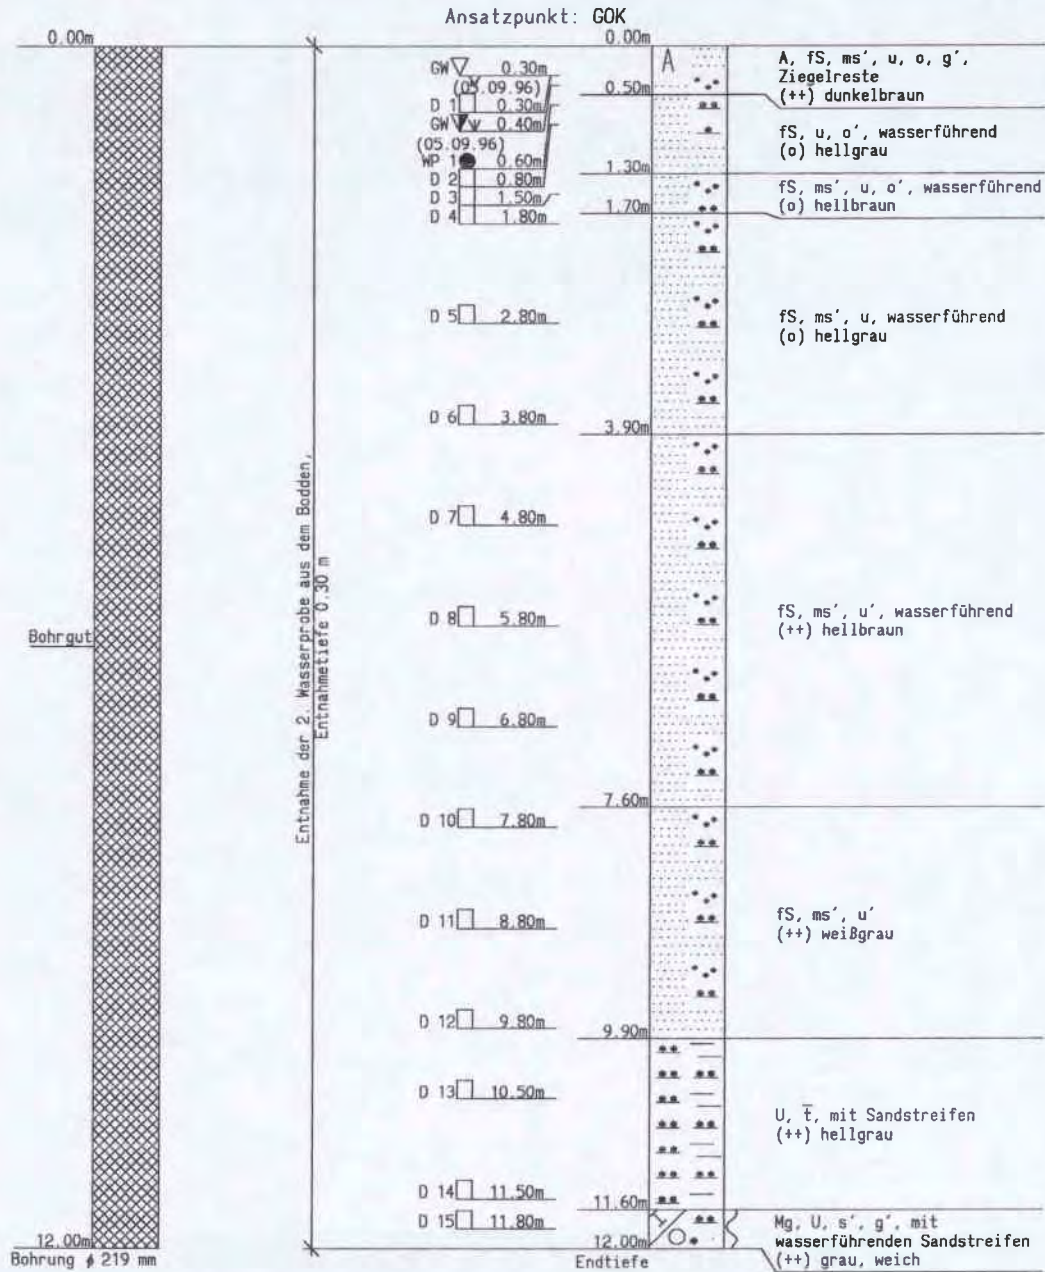 Ansatzpunkt: GOK
0.00m
0.00m
GW 0.30m
(05.09.96)
D 1 0.30m
GW 0.40m
(05.09.96)
WP 1 0.60m
D 2 0.80m
D 3 1.50m
D 4 1.80m
D 5 2.80m
D 6 3.80m
D 7 4.80m
D 8 5.80m
D 9 6.80m
D 10 7.80m
D 11 8.80m
D 12 9.80m
D 13 10.50m
D 14 11.50m
D 15 11.80m
Bohrgut
Entnahme der 2. Wasserprobe aus dem Bodden,
Entnahmetiefe 0.30 m
A
0.50m
1.30m
1.70m
3.90m
7.60m
9.90m
11.60m
12.00m
Endtiefe
A, fS, ms', u, o, g',
Ziegelreste
(++) dunkelbraun
fS, u, o', wasserführend
(o) hellgrau
fS, ms', u, o', wasserführend
(o) hellbraun
fS, ms', u, wasserführend
(o) hellgrau
fS, ms', u', wasserführend
(++) hellbraun
fS, ms', u'
(++) weißgrau
U, t̅, mit Sandstreifen
(++) hellgrau
Mg, U, s', g', mit
wasserführenden Sandstreifen
(++) grau, weich
12.00m
Bohrung ø 219 mm